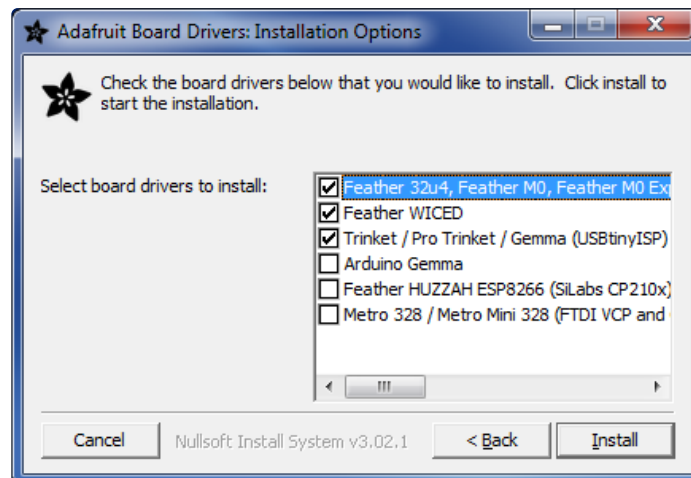 Adafruit Board Drivers: Installation Options
Check the board drivers below that you would like to install. Click install to
start the installation.
Select board drivers to install:
Feather 32u4, Feather M0, Feather M0
Feather WICED
Trinket / Pro Trinket / Gemma (USBtinyISP)
Arduino Gemma
Feather HUZZAH ESP8266 (SiLabs CP210x)
Metro 328 / Metro Mini 328 (FTDI VCP and
Cancel
Nullsoft Install System v3.02.1
< Back
Install